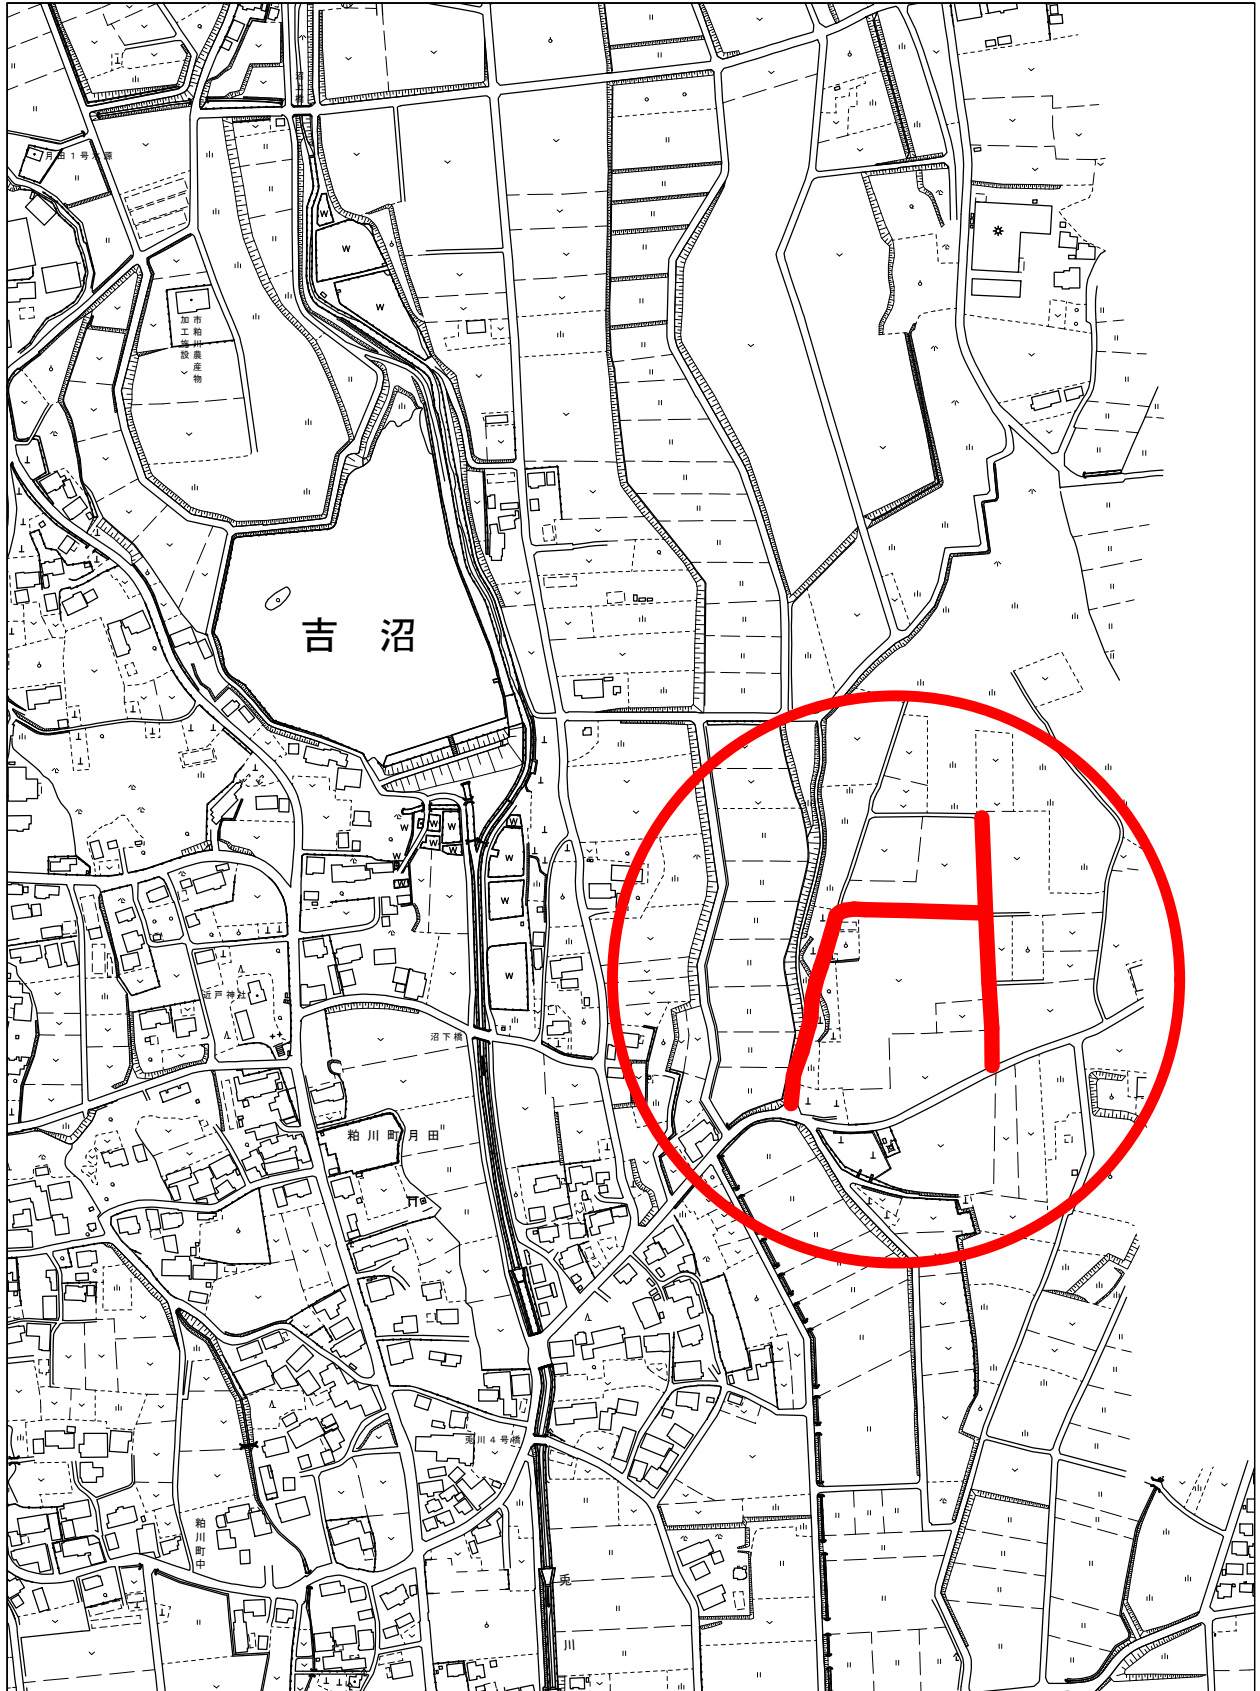 月田1号水源
市粕川農産物
加工施設
吉沼
近戸神社
沼下橋
粕川町月田
兎川4号橋
粕川町中
兎
川